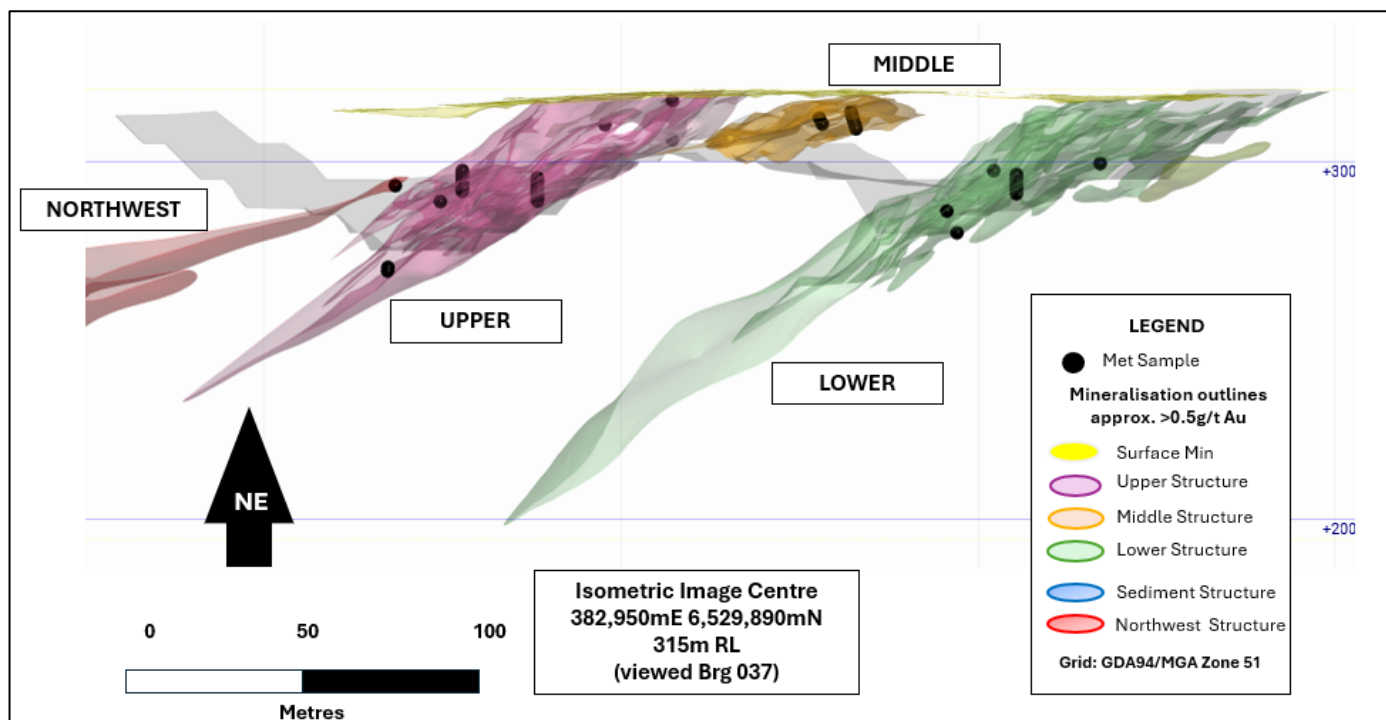 MIDDLE
+300
NORTHWEST
UPPER
LOWER
NE
+200
LEGEND
Met Sample
Mineralisation outlines
approx. >0.5g/t Au
Surface Min
Upper Structure
Middle Structure
Lower Structure
Sediment Structure
Northwest Structure
Grid: GDA94/MGA Zone 51
Isometric Image Centre
382,950mE 6,529,890mN
315m RL
(viewed Brg 037)
0 50 100
Metres